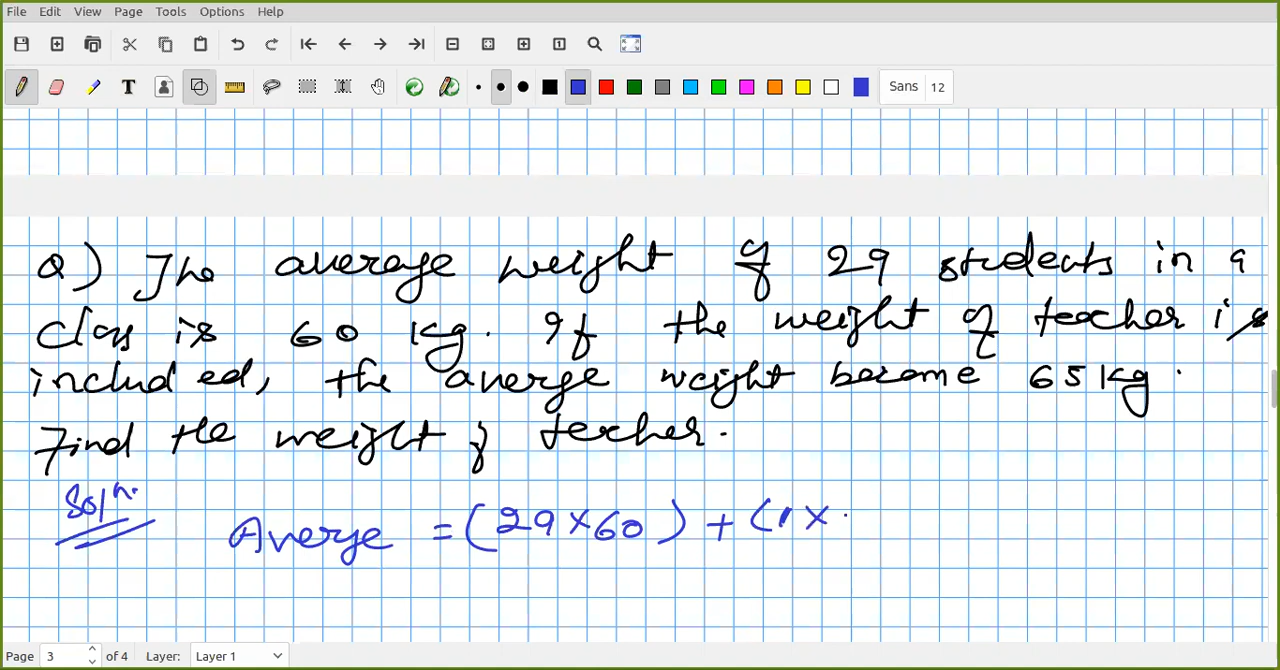 File Edit View Page Tools Options Help
Sans 12
Q) The average weight of 29 students in a
class is 60 kg. If the weight of teacher is
included, the average weight become 65 kg.
Find the weight of teacher.
Soln.
Averge = (29 × 60) + (1 ×
Page 3 of 4 Layer: Layer 1